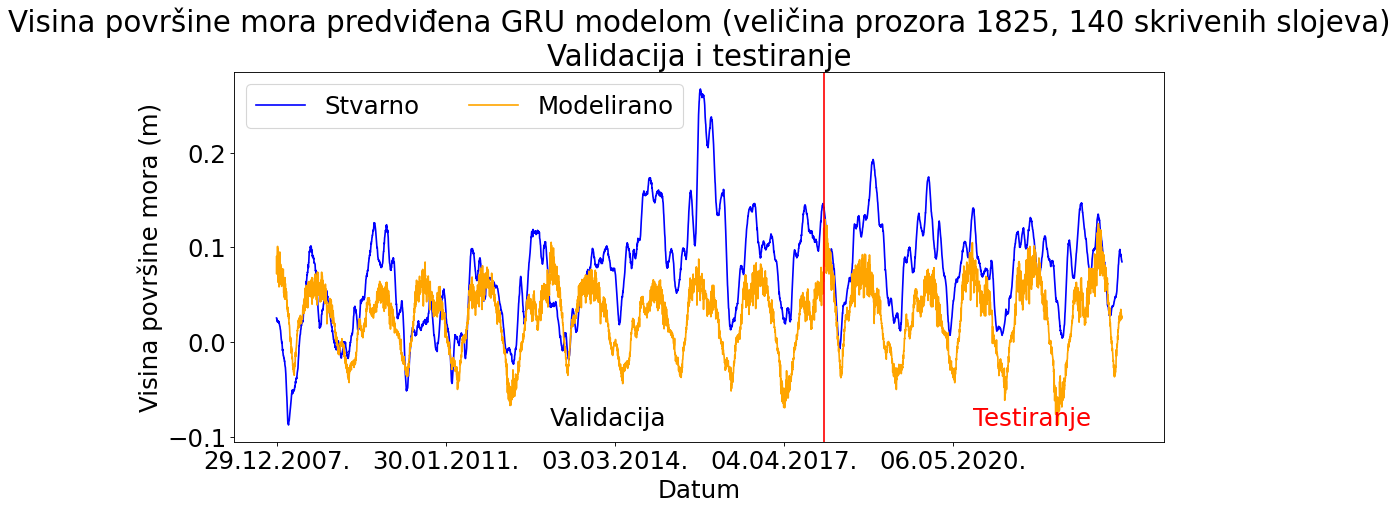 Visina površine mora predviđena GRU modelom (veličina prozora 1825, 140 skrivenih slojeva)
Validacija i testiranje
Stvarno
Modelirano
Visina površine mora (m)
0.2
0.1
0.0
−0.1
Validacija
Testiranje
29.12.2007.
30.01.2011.
03.03.2014.
04.04.2017.
06.05.2020.
Datum